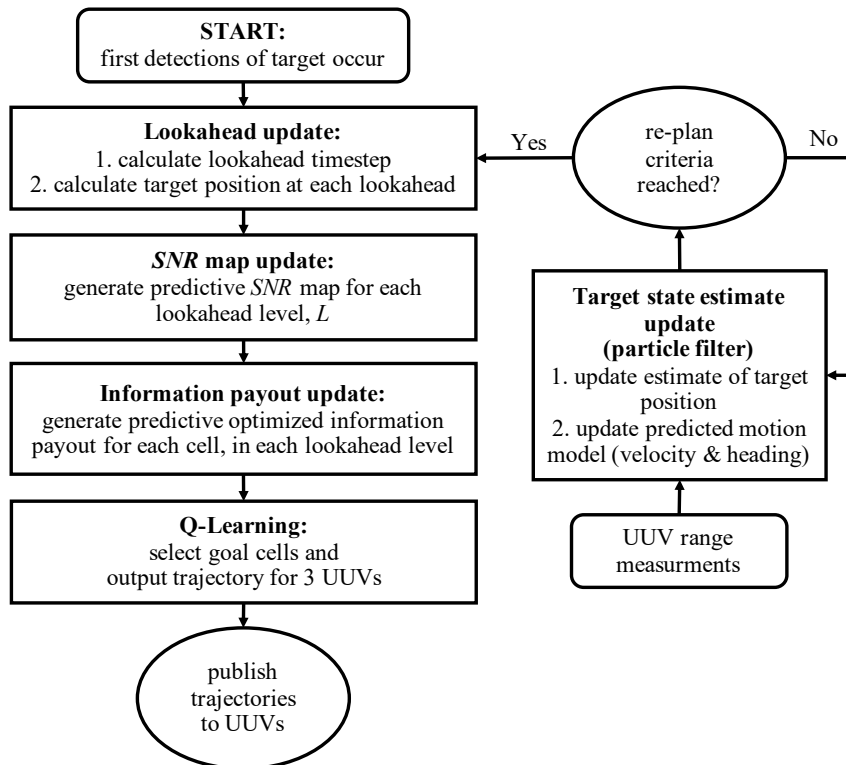 START:
first detections of target occur
Lookahead update:
1. calculate lookahead timestep
2. calculate target position at each lookahead
SNR map update:
generate predictive SNR map for each
lookahead level, L
Information payout update:
generate predictive optimized information
payout for each cell, in each lookahead level
Q-Learning:
select goal cells and
output trajectory for 3 UUVs
publish
trajectories
to UUVs
Yes
re-plan
criteria
reached?
No
Target state estimate
update
(particle filter)
1. update estimate of target
position
2. update predicted motion
model (velocity & heading)
UUV range
measurments